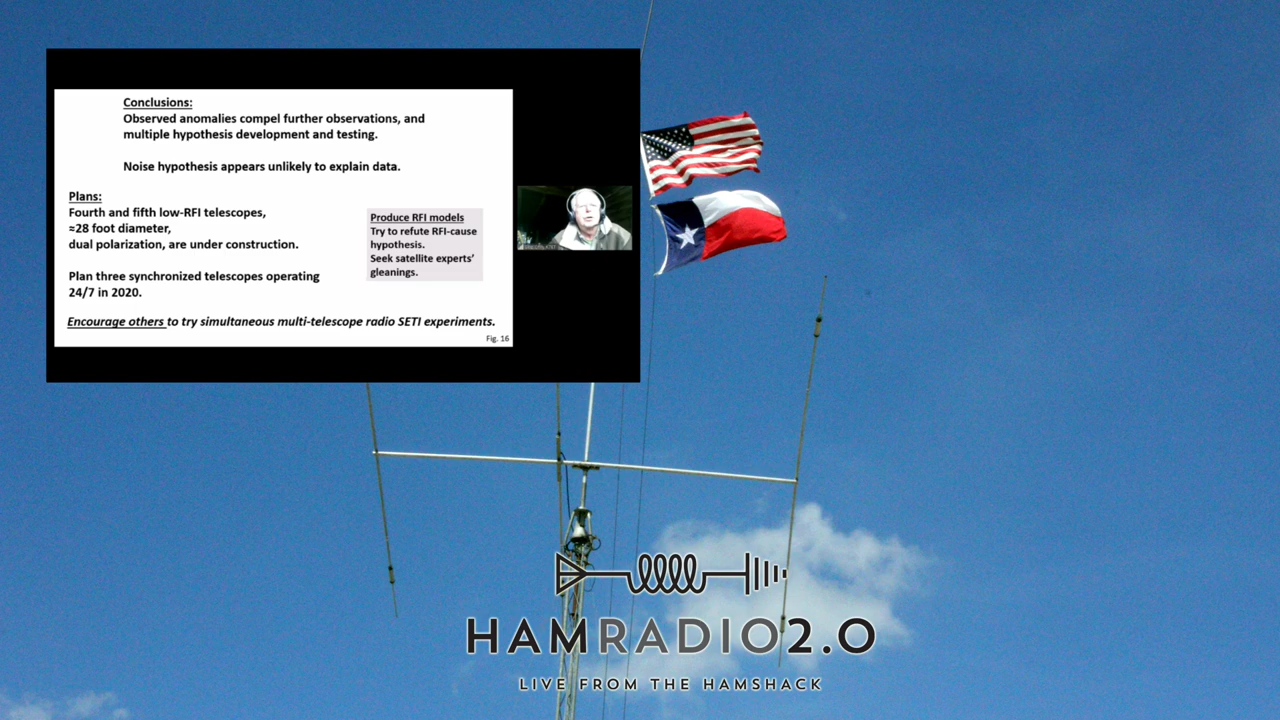 Conclusions:
Observed anomalies compel further observations, and
multiple hypothesis development and testing.
Noise hypothesis appears unlikely to explain data.
Plans:
Fourth and fifth low-RFI telescopes,
≈28 foot diameter,
dual polarization, are under construction.
Plan three synchronized telescopes operating
24/7 in 2020.
Produce RFI models
Try to refute RFI-cause
hypothesis.
Seek satellite experts’
gleanings.
Encourage others to try simultaneous multi-telescope radio SETI experiments.
Fig. 16
HAMRADIO2.0
LIVE FROM THE HAMSHACK